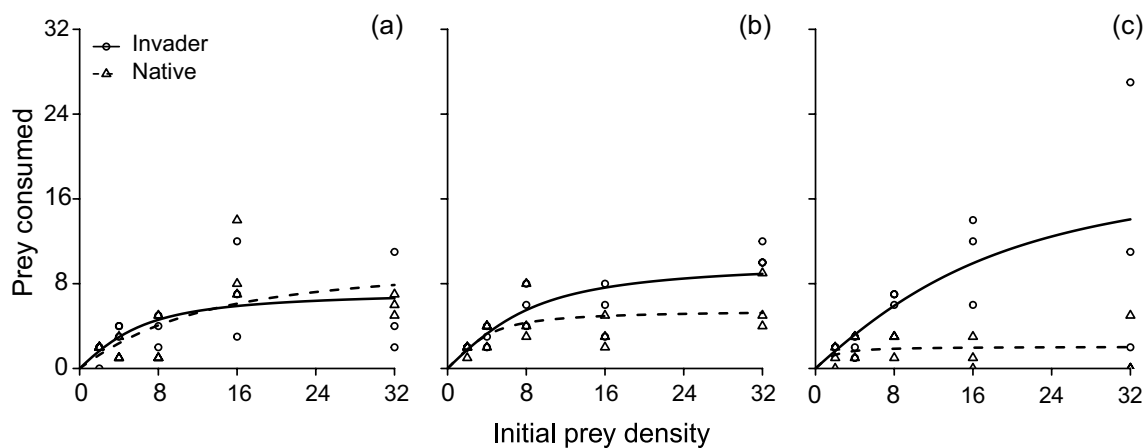 (a) (b) (c)
Invader
Native
Prey consumed
32
24
16
8
0
0 8 16 24 32
0 8 16 24 32
0 8 16 24 32
Initial prey density